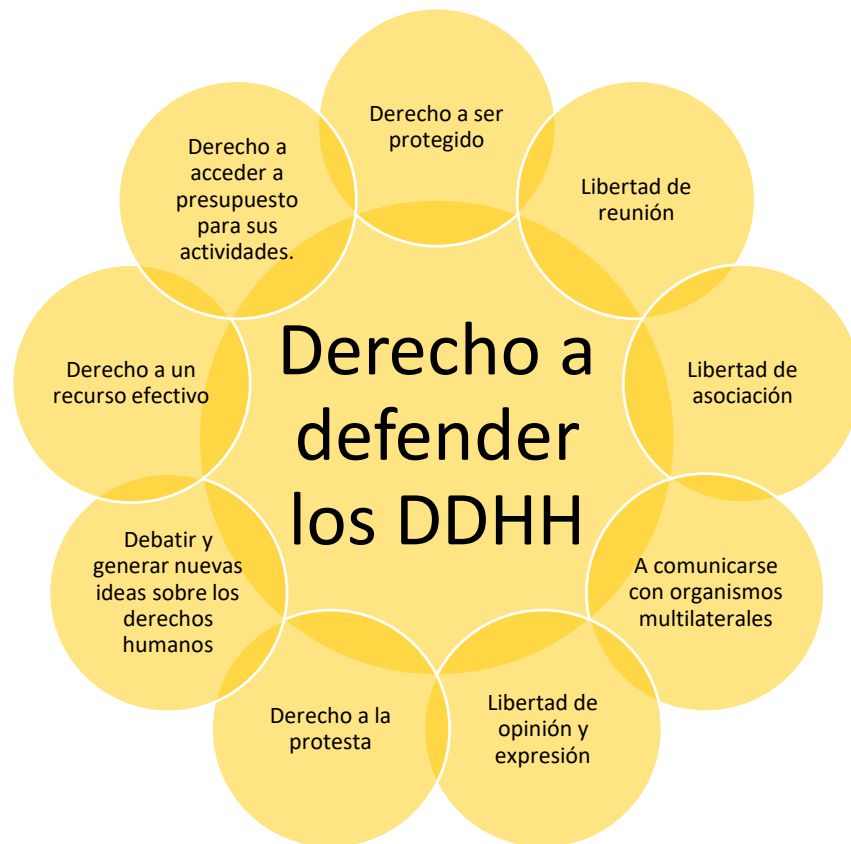 Derecho a ser
protegido
Libertad de
reunión
Libertad de
asociación
A comunicarse
con organismos
multilaterales
Libertad de
opinión y
expresión
Derecho a la
protesta
Debatir y
generar nuevas
ideas sobre los
derechos
humanos
Derecho a un
recurso efectivo
Derecho a
acceder a
presupuesto
para sus
actividades.
Derecho a
defender
los DDHH